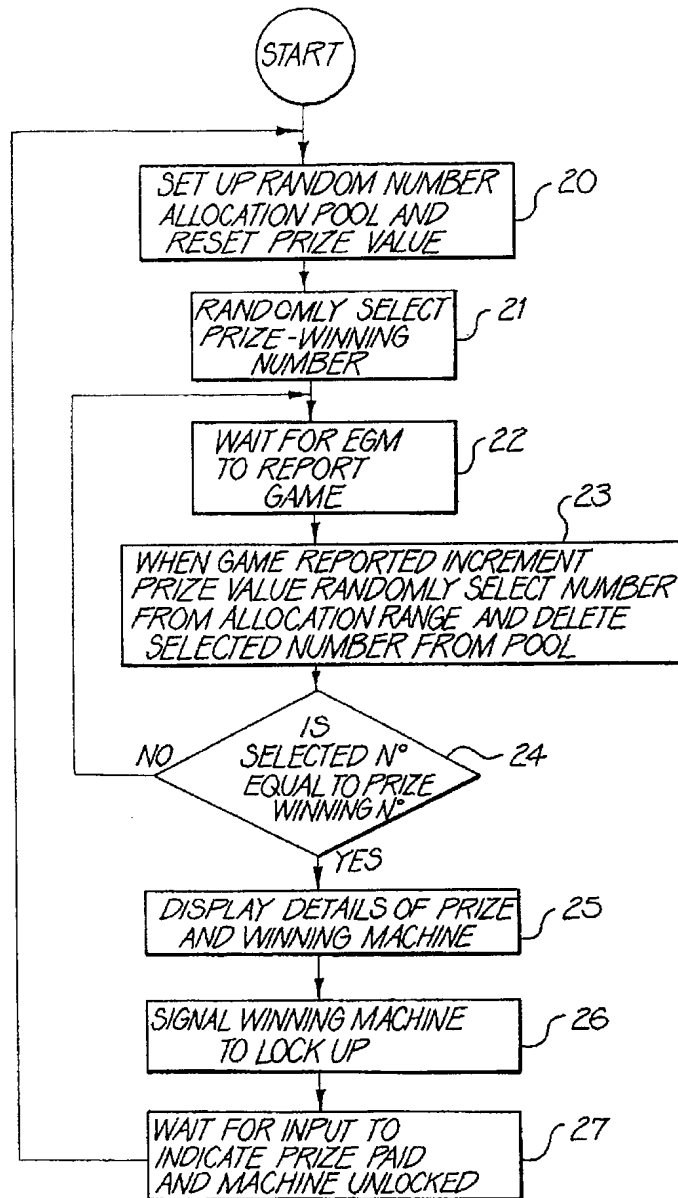 START
SET UP RANDOM NUMBER
ALLOCATION POOL AND
RESET PRIZE VALUE
20
RANDOMLY SELECT
PRIZE-WINNING
NUMBER
21
WAIT FOR EGM
TO REPORT
GAME
22
23
WHEN GAME REPORTED INCREMENT
PRIZE VALUE RANDOMLY SELECT NUMBER
FROM ALLOCATION RANGE AND DELETE
SELECTED NUMBER FROM POOL
IS
SELECTED N°
EQUAL TO PRIZE
WINNING N°
24
NO
YES
DISPLAY DETAILS OF PRIZE
AND WINNING MACHINE
25
SIGNAL WINNING MACHINE
TO LOCK UP
26
WAIT FOR INPUT TO
INDICATE PRIZE PAID
AND MACHINE UNLOCKED
27